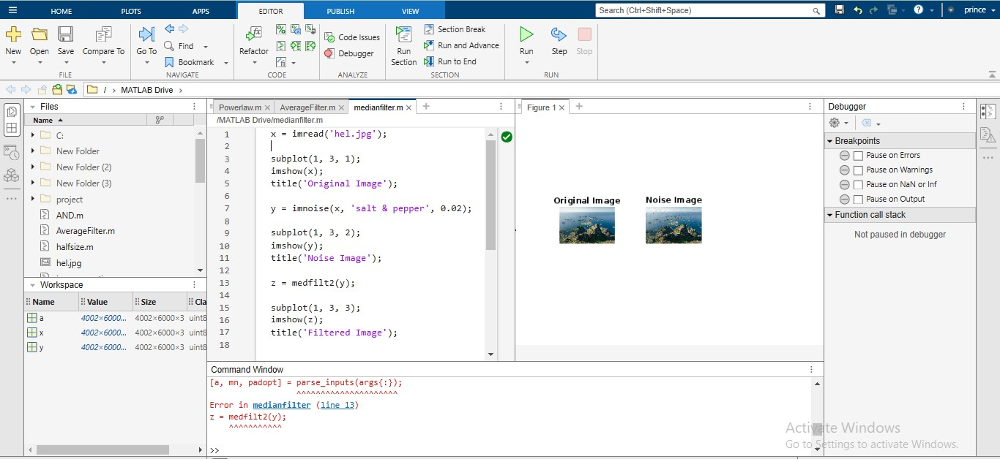 HOME PLOTS APPS EDITOR PUBLISH VIEW Search (Ctrl+Shift+Space) prince
New Open Save Compare To Go To Find Bookmark Refactor Code Issues Debugger Run Section Section Break Run and Advance Run to End Run Step Stop
FILE NAVIGATE CODE ANALYZE SECTION RUN
/ > MATLAB Drive >
Files
Name
C:
New Folder
New Folder (2)
New Folder (3)
project
AND.m
AverageFilter.m
halfsize.m
hel.jpg
Workspace
Name Value Size Cla
a 4002×6000... 4002×6000×3 uint8
x 4002×6000... 4002×6000×3 uint8
y 4002×6000... 4002×6000×3 uint8
Powerlaw.m AverageFilter.m medianfilter.m
/MATLAB Drive/medianfilter.m
1 x = imread('hel.jpg');
2
3 subplot(1, 3, 1);
4 imshow(x);
5 title('Original Image');
6
7 y = imnoise(x, 'salt & pepper', 0.02);
8
9 subplot(1, 3, 2);
10 imshow(y);
11 title('Noise Image');
12
13 z = medfilt2(y);
14
15 subplot(1, 3, 3);
16 imshow(z);
17 title('Filtered Image');
18
Figure 1
Original Image Noise Image
Command Window
[a, mn, padopt] = parse_inputs(args{:});
^^^^^^^^^^^^^^^^^^^^^
Error in medianfilter (line 13)
z = medfilt2(y);
^^^^^^^^^^^
>>
Debugger
Breakpoints
Pause on Errors
Pause on Warnings
Pause on NaN or Inf
Pause on Output
Function call stack
Not paused in debugger
Activate Windows
Go to Settings to activate Windows.